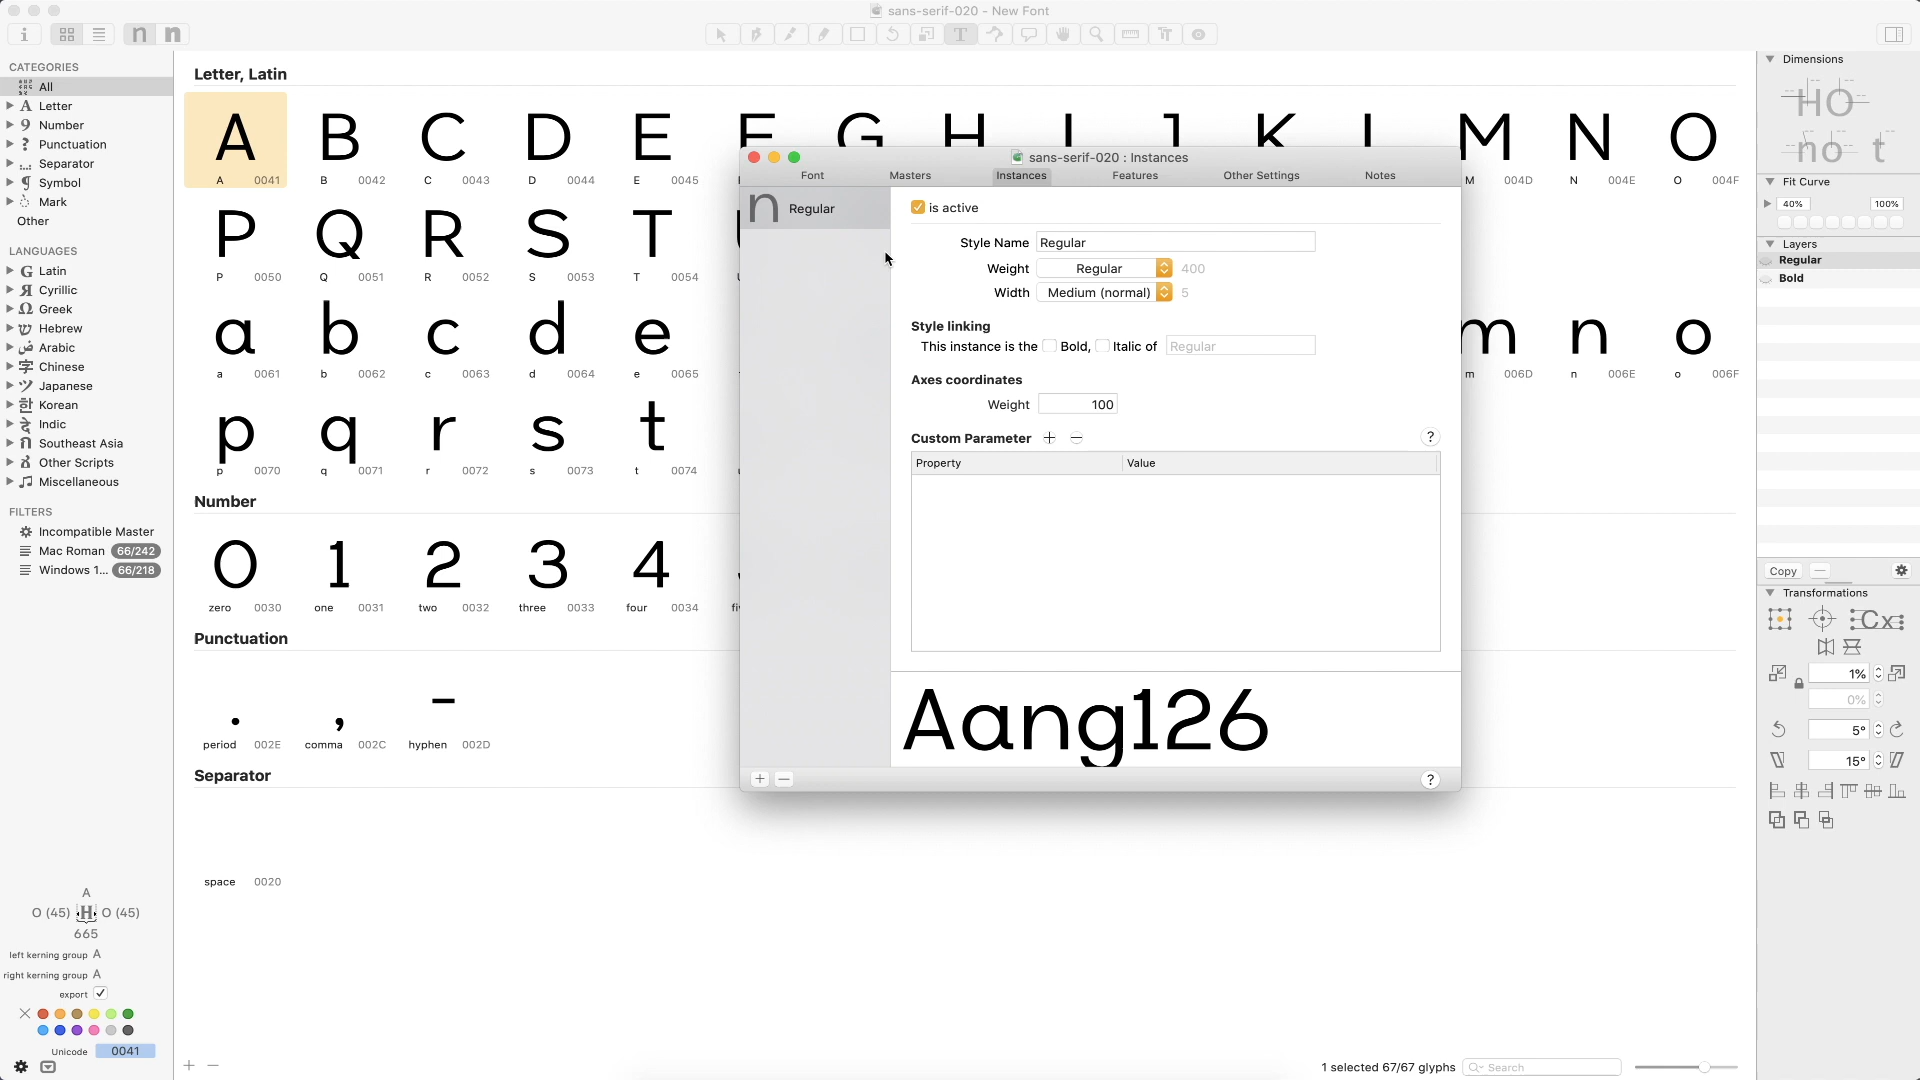 sans-serif-020 - New Font
CATEGORIES
All
Letter
Number
Punctuation
Separator
Symbol
Mark
Other
LANGUAGES
Latin
Cyrillic
Greek
Hebrew
Arabic
Chinese
Japanese
Korean
Indic
Southeast Asia
Other Scripts
Miscellaneous
FILTERS
Incompatible Master
Mac Roman 66/242
Windows 1... 66/218
A
O (45) H O (45)
665
left kerning group A
right kerning group A
export
Unicode 0041
Letter, Latin
A B C D E F G H I J K L M N O
A 0041 B 0042 C 0043 D 0044 E 0045 M 004D N 004E O 004F
P Q R S T
P 0050 Q 0051 R 0052 S 0053 T 0054
a b c d e m n o
a 0061 b 0062 c 0063 d 0064 e 0065 m 006D n 006E o 006F
p q r s t
p 0070 q 0071 r 0072 s 0073 t 0074
Number
0 1 2 3 4
zero 0030 one 0031 two 0032 three 0033 four 0034
Punctuation
. , -
period 002E comma 002C hyphen 002D
Separator
space 0020
sans-serif-020 : Instances
Font Masters Instances Features Other Settings Notes
n Regular
is active
Style Name Regular
Weight Regular 400
Width Medium (normal) 5
Style linking
This instance is the Bold, Italic of Regular
Axes coordinates
Weight 100
Custom Parameter + − ?
Property Value
Aang126
+ − ?
1 selected 67/67 glyphs Search
Dimensions
HO
no t
Fit Curve
40% 100%
Layers
Regular
Bold
Copy
Transformations
Cx
1%
0%
5°
15°